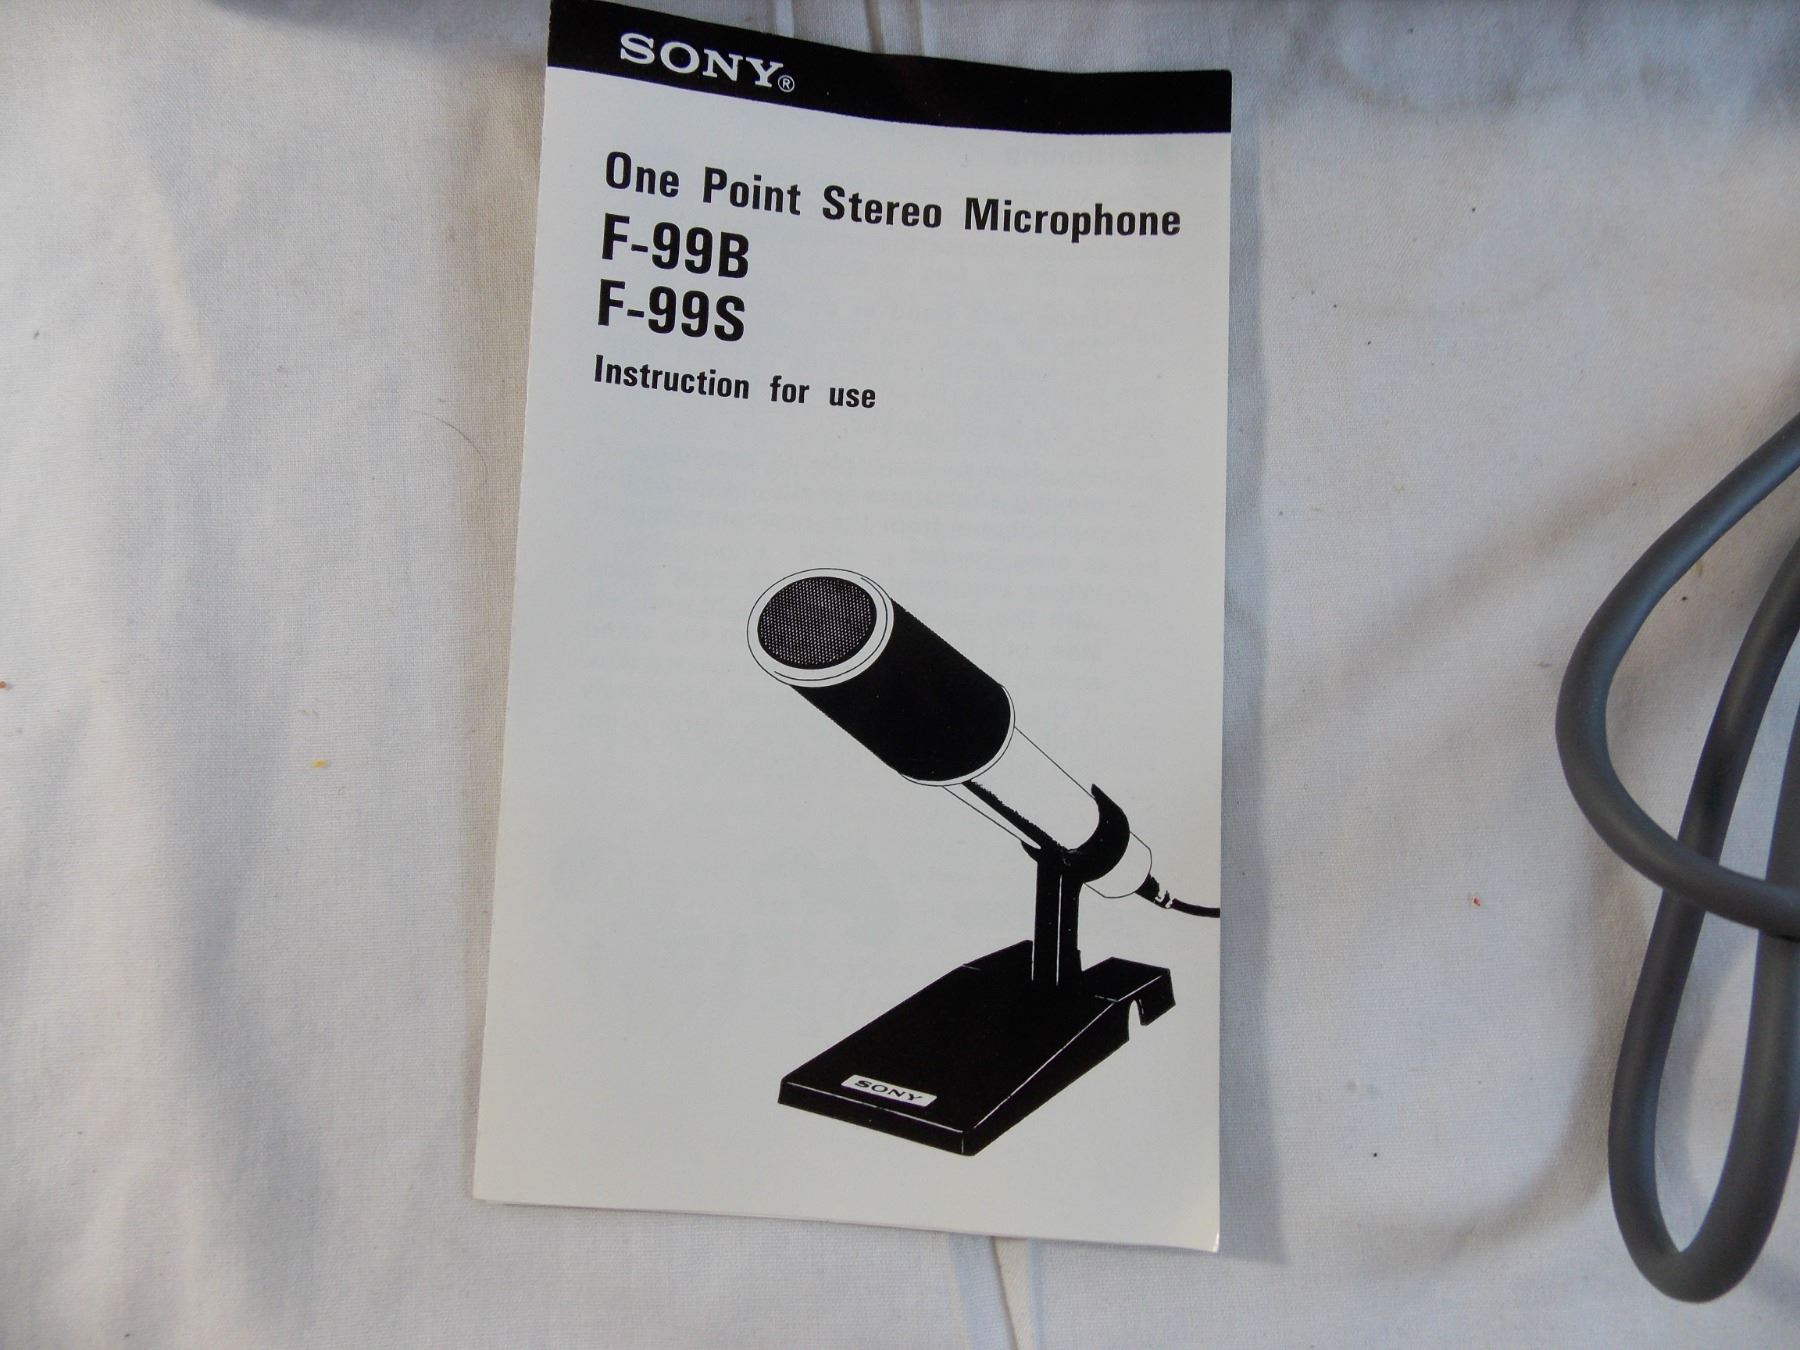 SONY®
One Point Stereo Microphone
F-99B
F-99S
Instruction for use
SONY